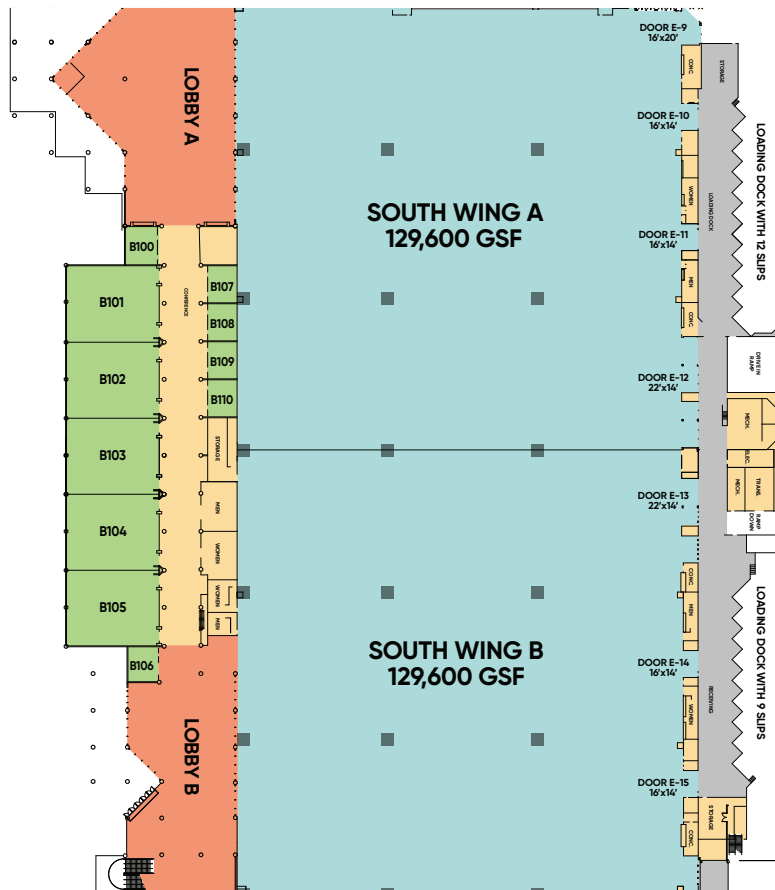 DOOR E-9
16'x20'
CONC.
STORAGE
LOBBY A
DOOR E-10
16'x14'
LOADING DOCK WITH 12 SLIPS
WOMEN
LOADING DOCK
SOUTH WING A
129,600 GSF
DOOR E-11
16'x14'
B100
B107
MEN
B101
CONFERENCE
B108
CONC.
B109
DRIVE IN
RAMP
B102
DOOR E-12
22'x14'
B110
MECH.
STORAGE
B103
ELEC.
DOOR E-13
22'x14'
MECH.
TRANS.
MEN
RAMP
DOWN
B104
WOMEN
CONC.
WOMEN
B105
MEN
MEN
LOADING DOCK WITH 9 SLIPS
SOUTH WING B
129,600 GSF
B106
DOOR E-14
16'x14'
RECEIVING
WOMEN
LOBBY B
DOOR E-15
16'x14'
STORAGE
CONC.